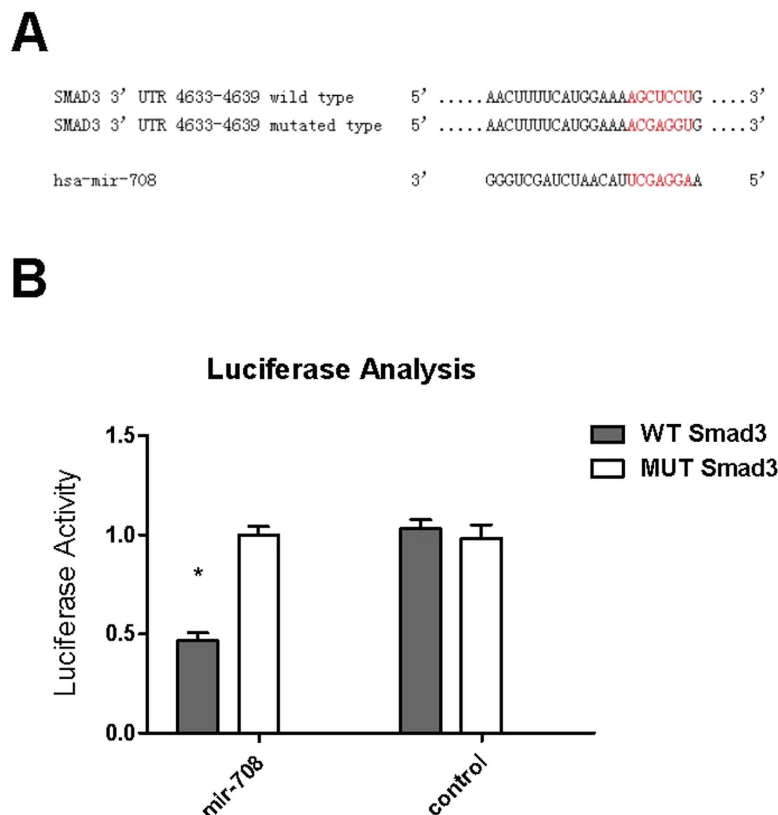 A
SMAD3 3' UTR 4633-4639 wild type 5' .....AACUUUUCAUGGAAAAGCUCCUG ....3'
SMAD3 3' UTR 4633-4639 mutated type 5' .....AACUUUUCAUGGAAAACGAGGUG ....3'
hsa-mir-708 3' GGGUCGAUCUAACAUUCGAGGAA 5'
B
Luciferase Analysis
1.5
1.0
0.5
0.0
Luciferase Activity
*
WT Smad3
MUT Smad3
mir-708
control